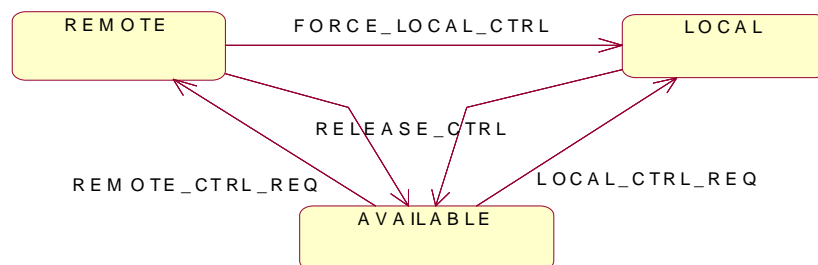 REMOTE
FORCE_LOCAL_CTRL
LOCAL
RELEASE_CTRL
REMOTE_CTRL_REQ
LOCAL_CTRL_REQ
AVAILABLE